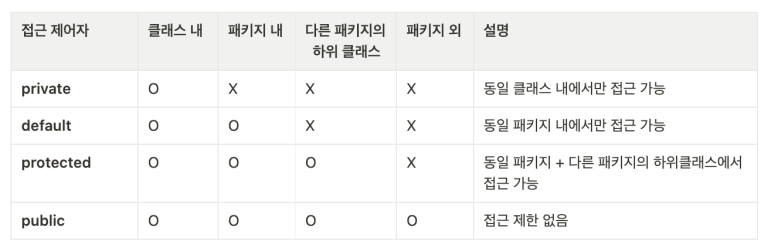 접근 제어자 클래스 내 패키지 내 다른 패키지의 하위 클래스 패키지 외 설명
private O X X X 동일 클래스 내에서만 접근 가능
default O O X X 동일 패키지 내에서만 접근 가능
protected O O O X 동일 패키지 + 다른 패키지의 하위클래스에서
접근 가능
public O O O O 접근 제한 없음